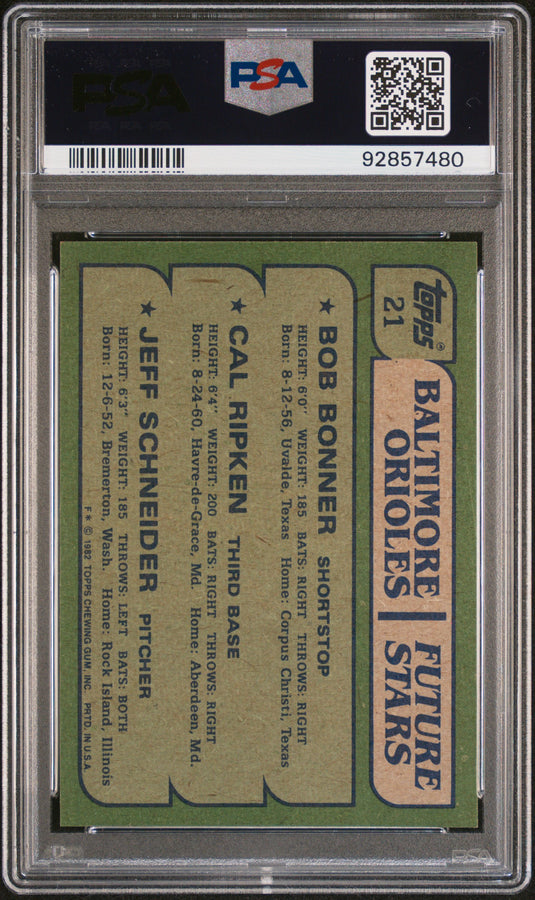 PSA
PSA
92857480
topps®
21
BALTIMORE ORIOLES | FUTURE STARS
★ BOB BONNER SHORTSTOP
HEIGHT: 6'0" WEIGHT: 185 BATS: RIGHT THROWS: RIGHT
Born: 8-12-56, Uvalde, Texas Home: Corpus Christi, Texas
★ CAL RIPKEN THIRD BASE
HEIGHT: 6'4" WEIGHT: 200 BATS: RIGHT THROWS: RIGHT
Born: 8-24-60, Havre-de-Grace, Md. Home: Aberdeen, Md.
★ JEFF SCHNEIDER PITCHER
HEIGHT: 6'3" WEIGHT: 185 THROWS: LEFT BATS: BOTH
Born: 12-6-52, Bremerton, Wash. Home: Rock Island, Illinois
F* © 1982 TOPPS CHEWING GUM, INC. PRTD. IN U.S.A.
PSA